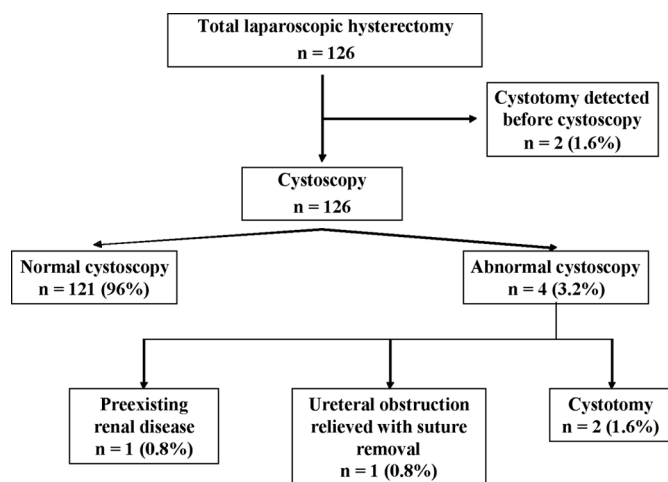 Total laparoscopic hysterectomy
n = 126
Cystotomy detected
before cystoscopy
n = 2 (1.6%)
Cystoscopy
n = 126
Normal cystoscopy
n = 121 (96%)
Abnormal cystoscopy
n = 4 (3.2%)
Preexisting
renal disease
n = 1 (0.8%)
Ureteral obstruction
relieved with suture
removal
n = 1 (0.8%)
Cystotomy
n = 2 (1.6%)